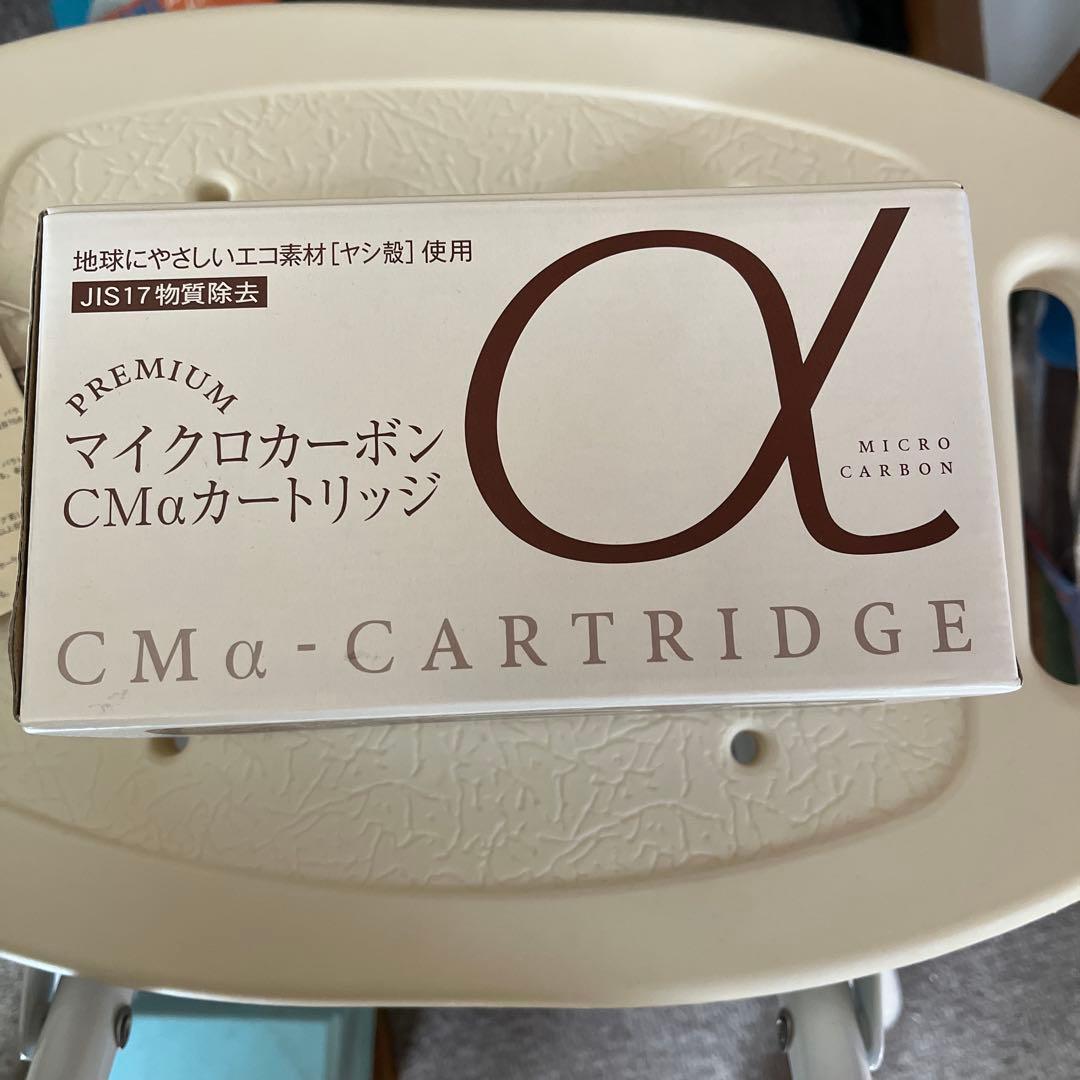 地球にやさしいエコ素材[ヤシ殻]使用
JIS17物質除去
PREMIUM
マイクロカーボン
CMαカートリッジ
α
MICRO
CARBON
CMα-CARTRIDGE